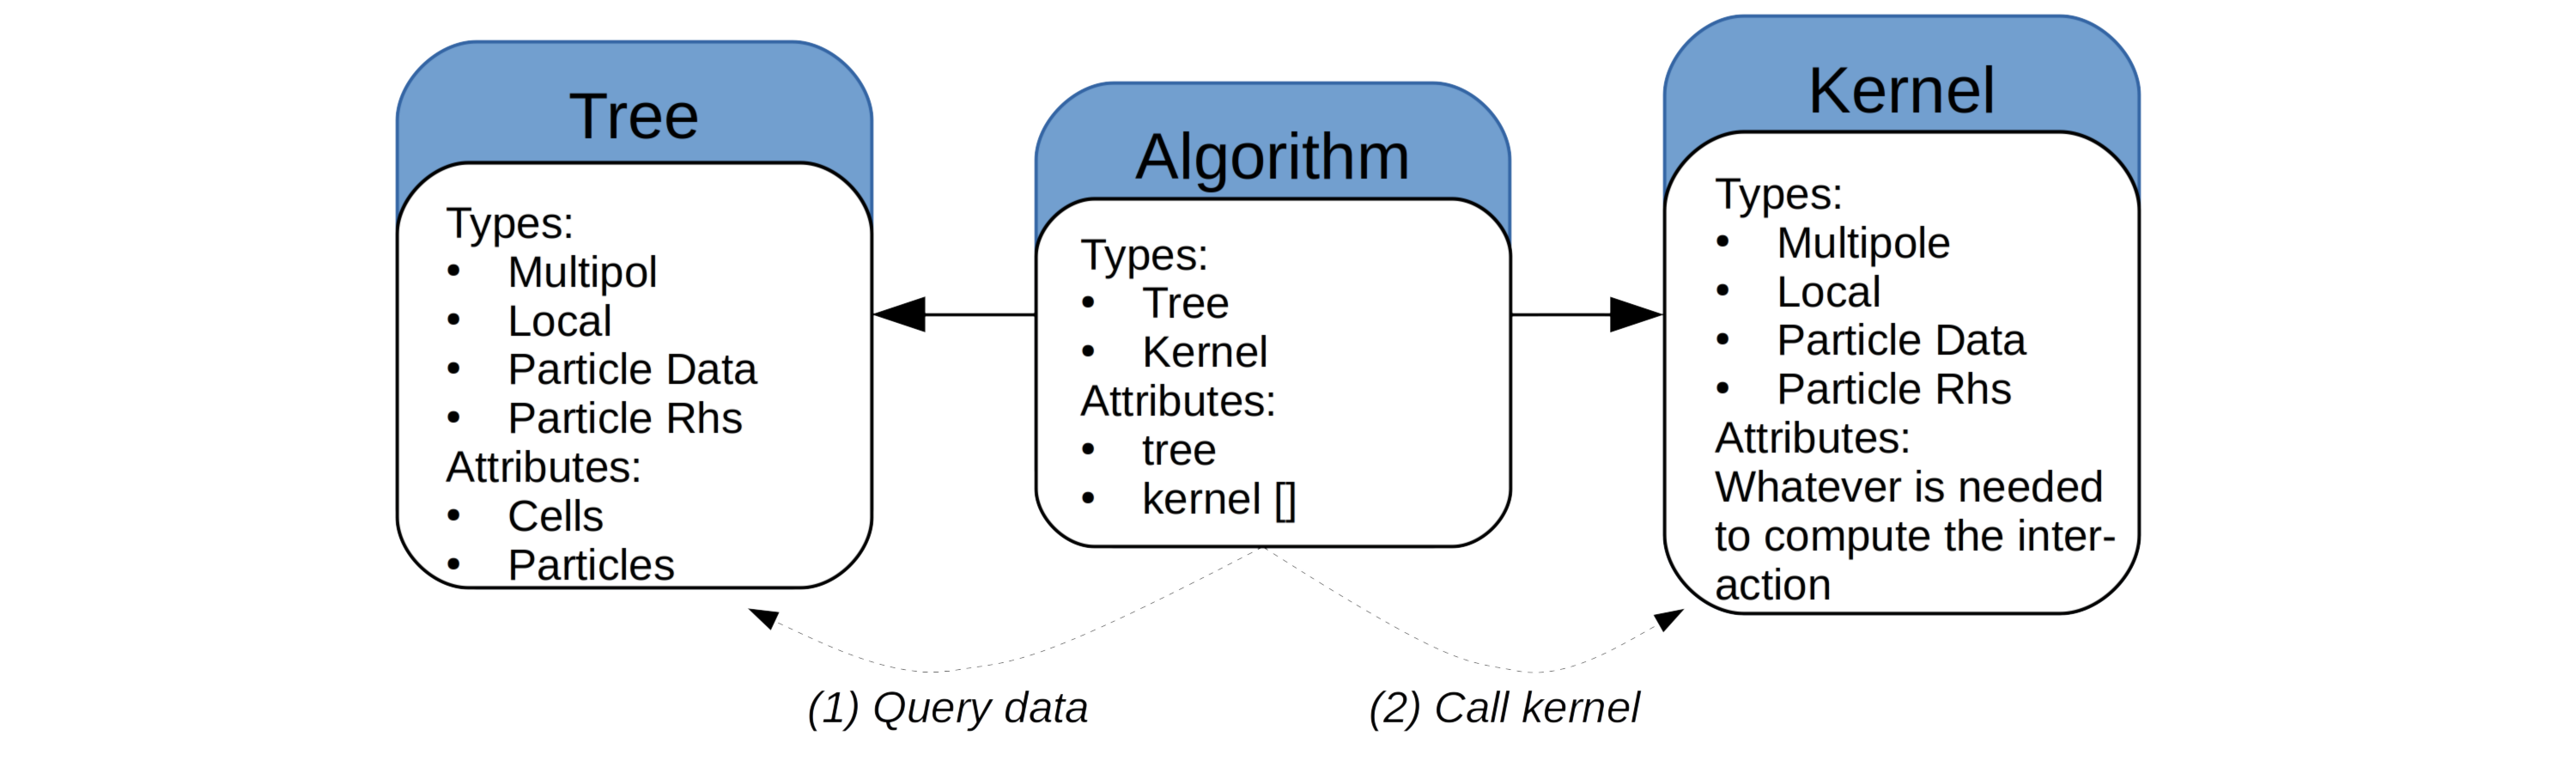 Tree
Types:
• Multipol
• Local
• Particle Data
• Particle Rhs
Attributes:
• Cells
• Particles
Algorithm
Types:
• Tree
• Kernel
Attributes:
• tree
• kernel []
Kernel
Types:
• Multipole
• Local
• Particle Data
• Particle Rhs
Attributes:
Whatever is needed
to compute the inter-
action
(1) Query data
(2) Call kernel